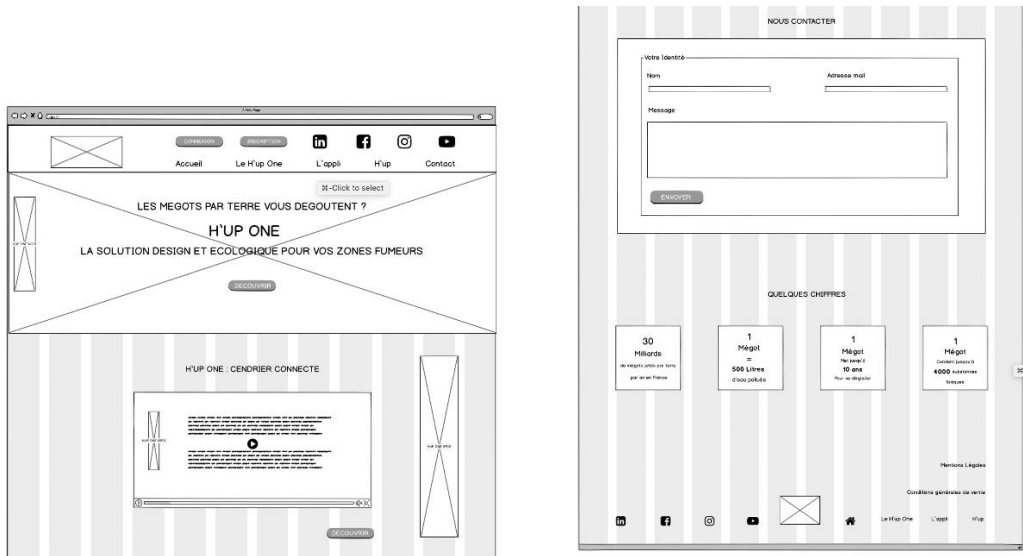 A Web Page
CONNEXION
INSCRIPTION
Accueil
Le H'up One
L'appli
H'up
Contact
⌘-Click to select
LES MEGOTS PAR TERRE VOUS DEGOUTENT ?
H'UP ONE
LA SOLUTION DESIGN ET ECOLOGIQUE POUR VOS ZONES FUMEURS
DECOUVRIR
H'UP ONE : CENDRIER CONNECTE
DECOUVRIR
NOUS CONTACTER
Votre Identité
Nom
Adresse mail
Message
ENVOYER
QUELQUES CHIFFRES
30
Milliards
de mégots jetés par terre
par an en France
1
Mégot
=
500 Litres
d'eau polluée
1
Mégot
10 ans
Pour se dégrader
1
Mégot
Contient jusqu'à
4000 substances
toxiques
Mentions Légales
Conditions générales de vente
Le H'up One
L'appli
H'up